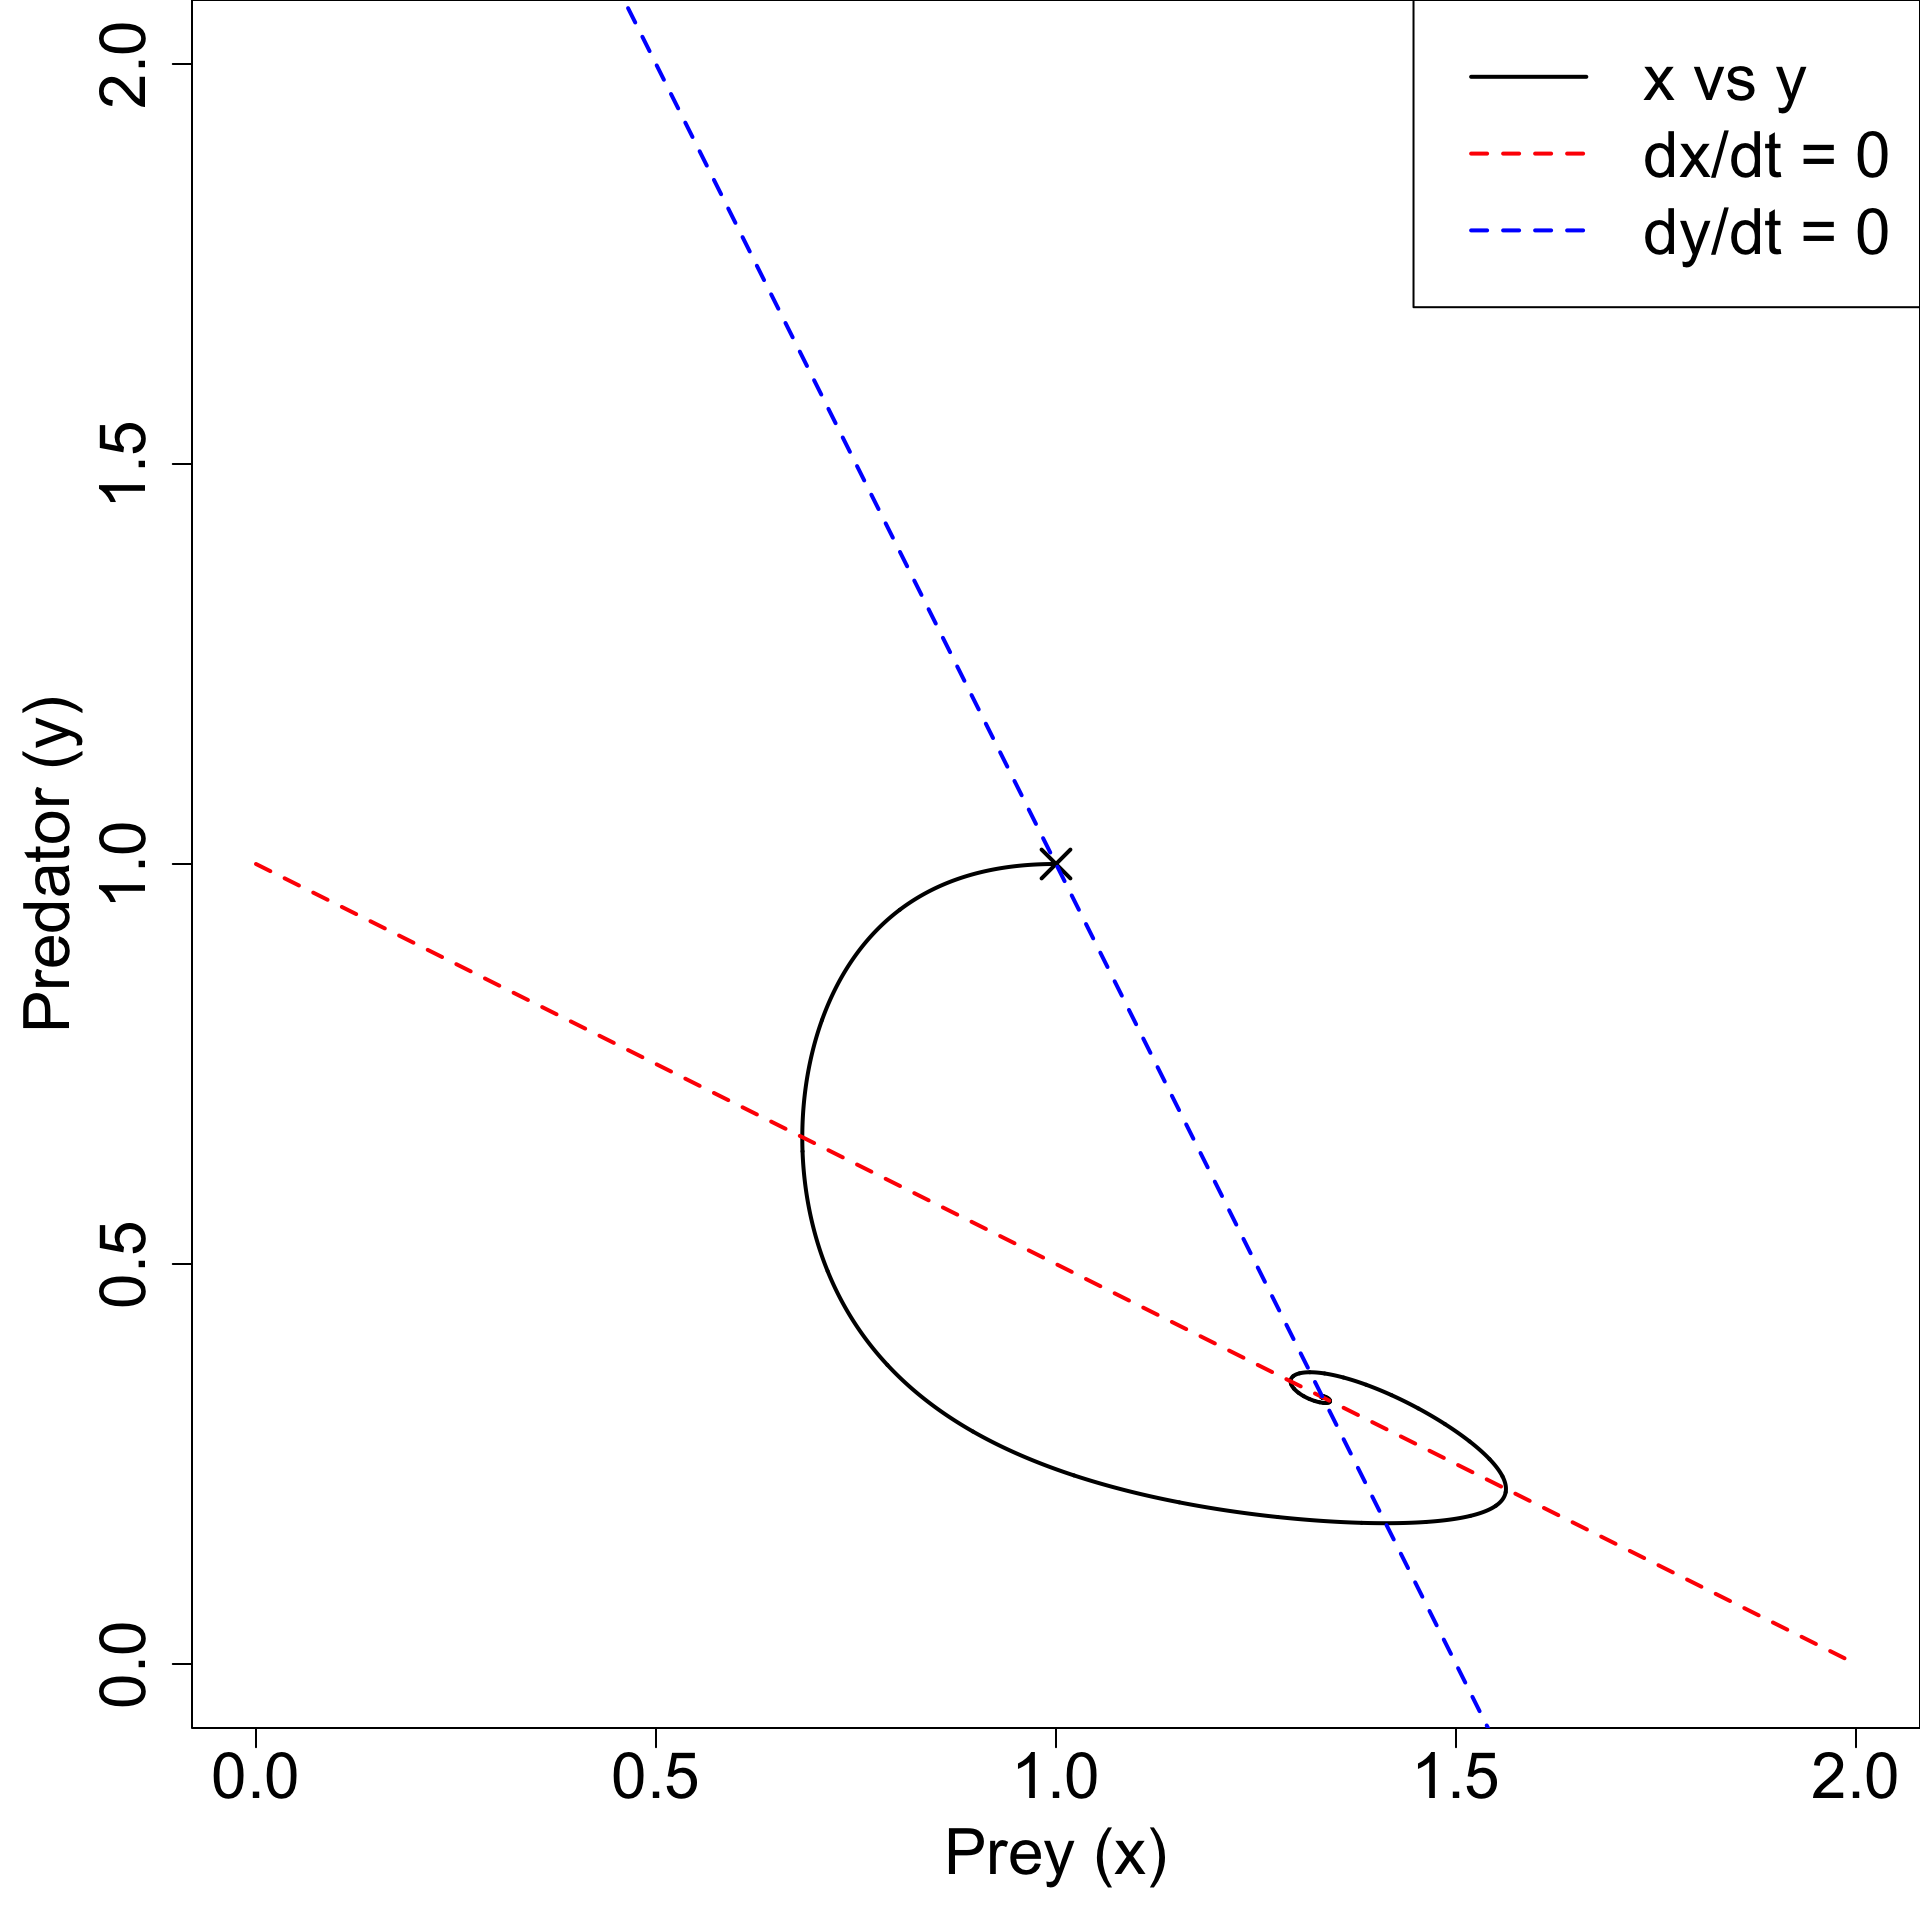 x vs y
dx/dt = 0
dy/dt = 0
Predator (y)
2.0
1.5
1.0
0.5
0.0
0.0 0.5 1.0 1.5 2.0
Prey (x)